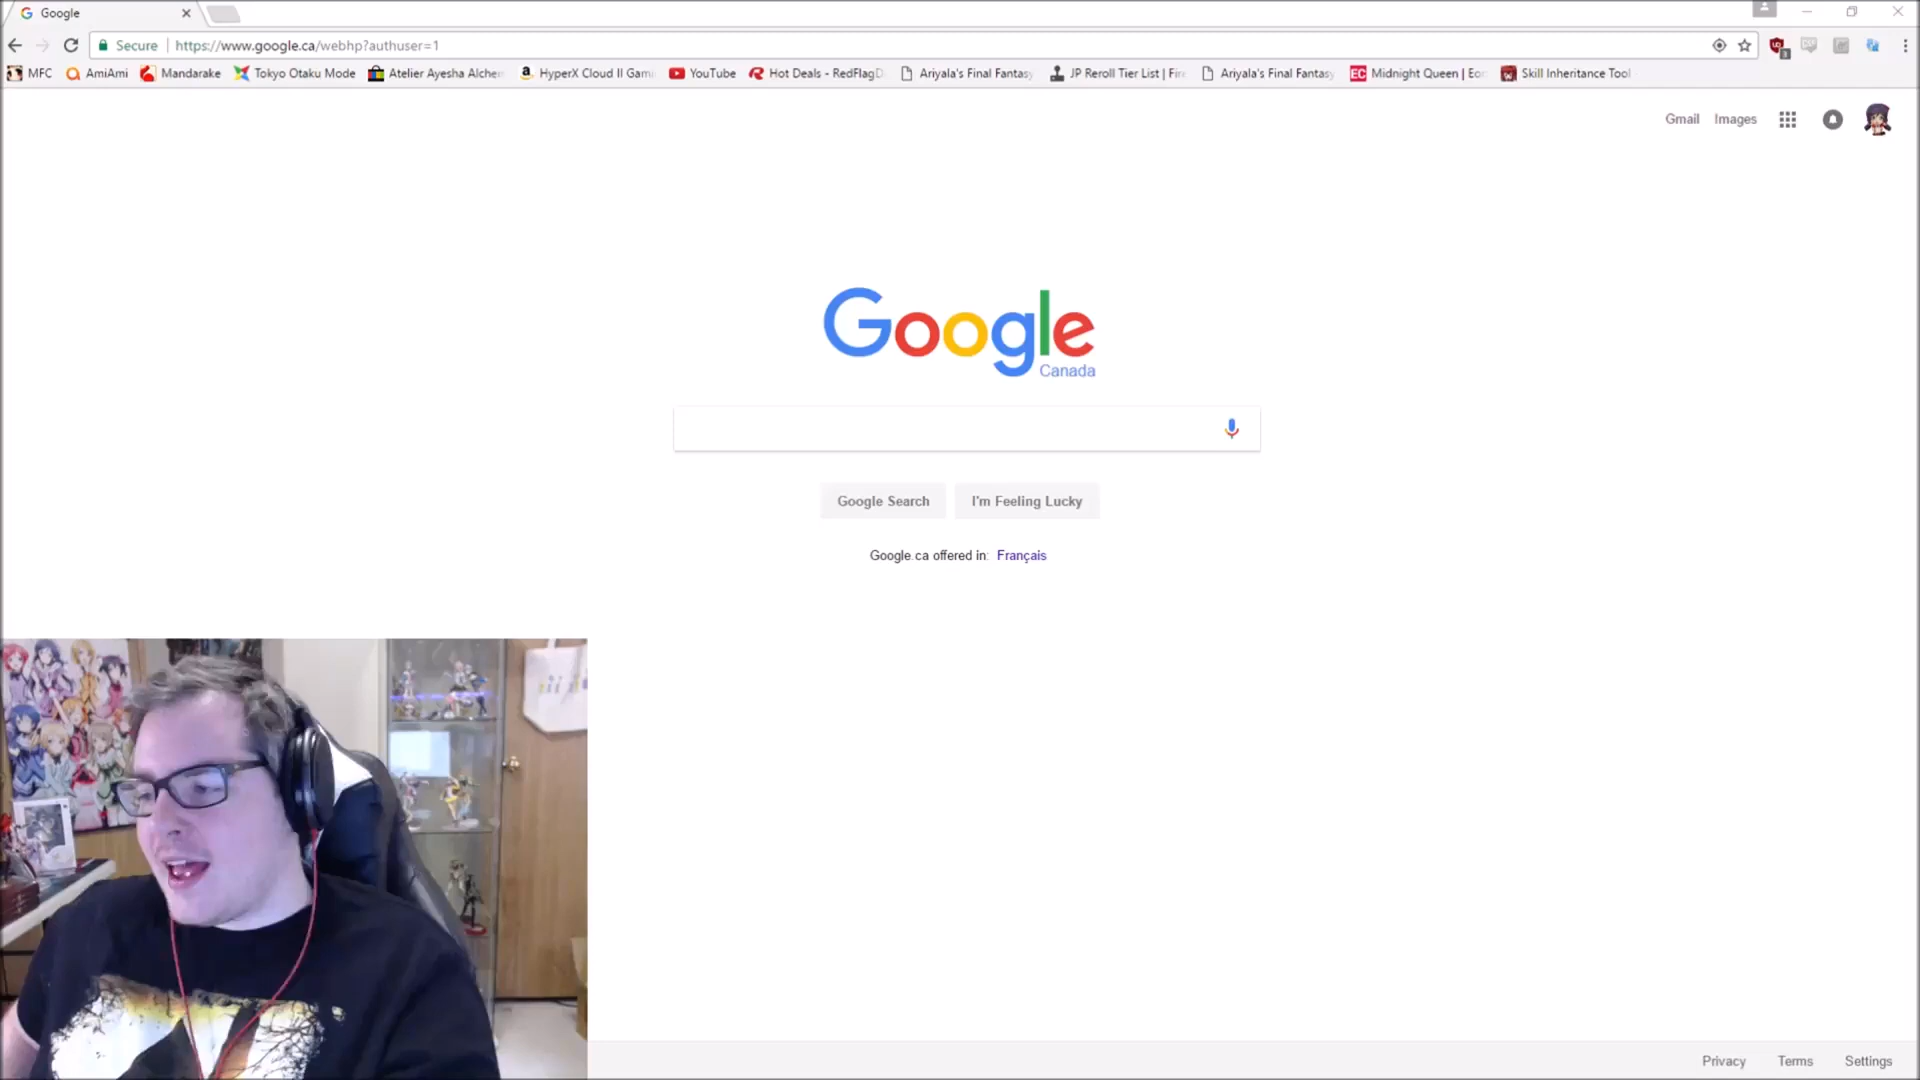 Google
Secure https://www.google.ca/webhp?authuser=1
MFC AmiAmi Mandarake Tokyo Otaku Mode Atelier Ayesha Alchem HyperX Cloud II Gami YouTube Hot Deals - RedFlagD Ariyala's Final Fantasy JP Reroll Tier List | Fire Ariyala's Final Fantasy Midnight Queen | Eor Skill Inheritance Tool
Gmail Images
Google
Canada
Google Search I'm Feeling Lucky
Google.ca offered in: Français
Privacy Terms Settings